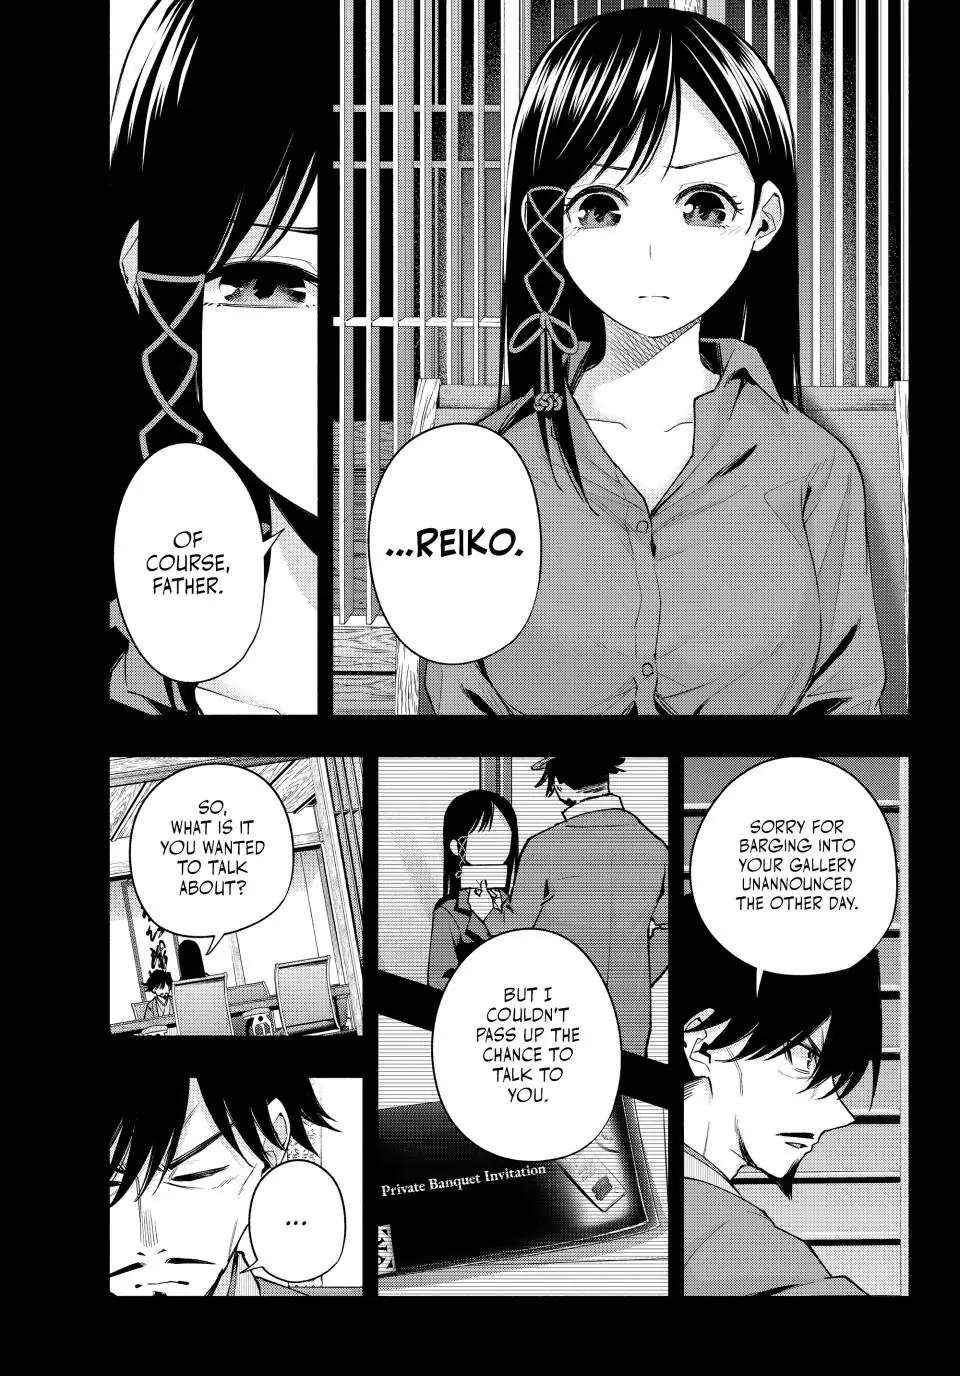 ...REIKO.
OF
COURSE,
FATHER.
SORRY FOR
BARGING INTO
YOUR GALLERY
UNANNOUNCED
THE OTHER DAY.
BUT I
COULDN'T
PASS UP THE
CHANCE TO
TALK TO
YOU.
Private Banquet Invitation
SO,
WHAT IS IT
YOU WANTED
TO TALK
ABOUT?
...